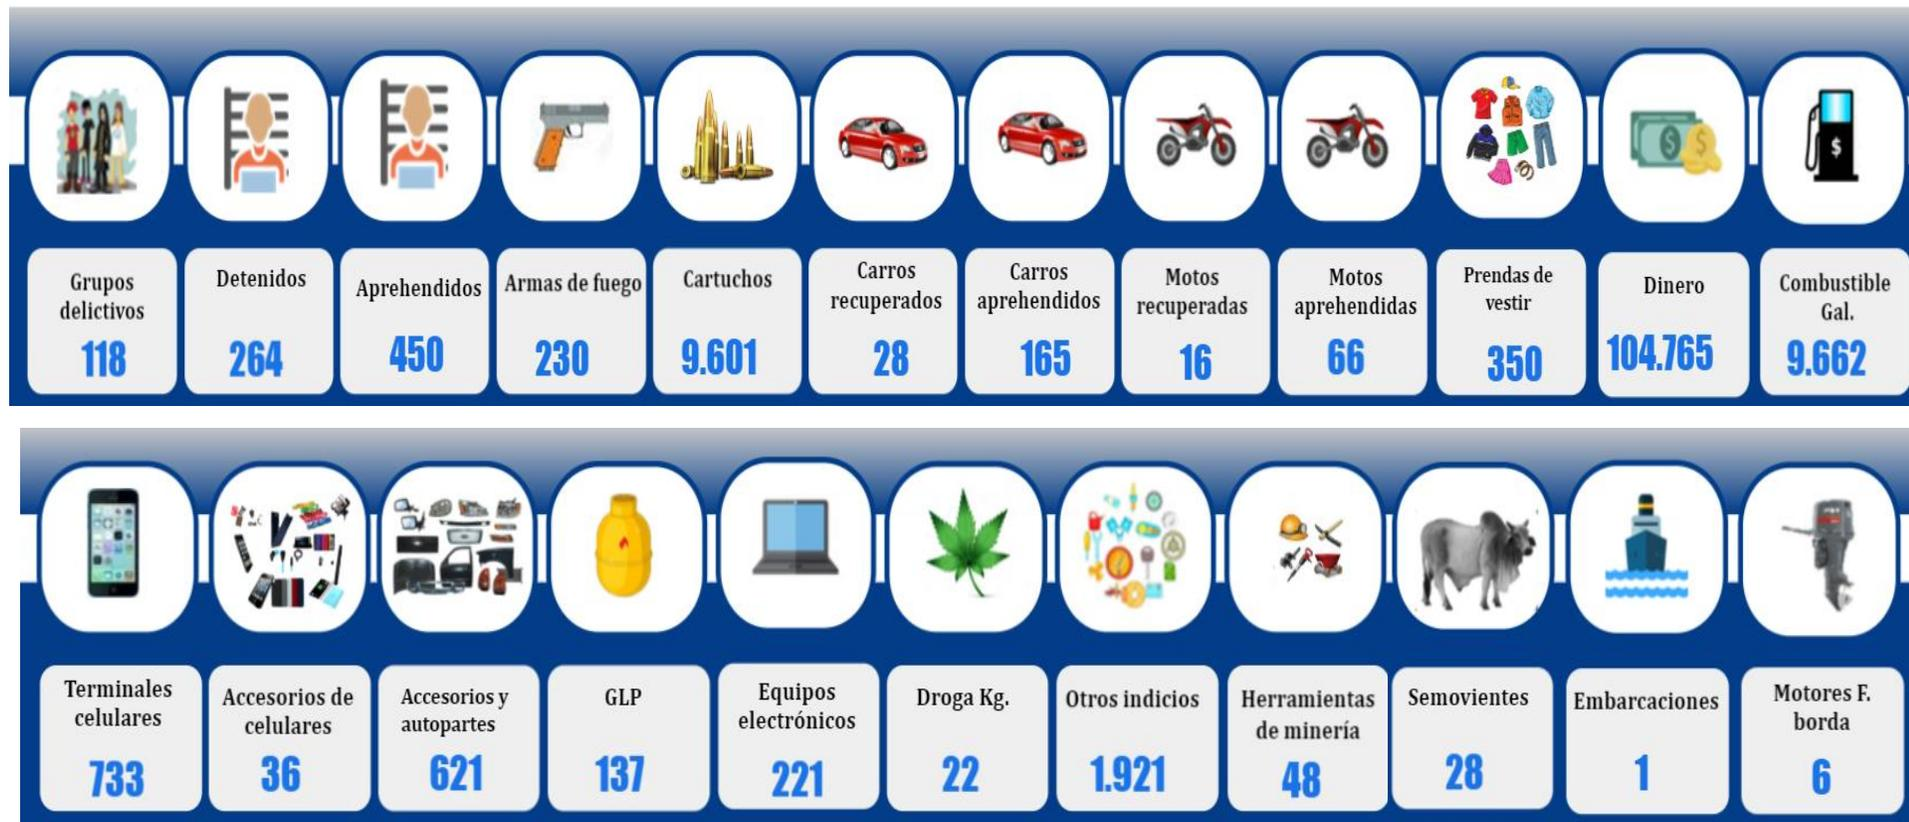 Grupos
delictivos
118
Detenidos
264
Aprehendidos
450
Armas de fuego
230
Cartuchos
9.601
Carros
recuperados
28
Carros
aprehendidos
165
Motos
recuperadas
16
Motos
aprehendidas
66
Prendas de
vestir
350
Dinero
104.765
Combustible
Gal.
9.662
Terminales
celulares
733
Accesorios de
celulares
36
Accesorios y
autopartes
621
GLP
137
Equipos
electrónicos
221
Droga Kg.
22
Otros indicios
1.921
Herramientas
de minería
48
Semovientes
28
Embarcaciones
1
Motores F.
borda
6